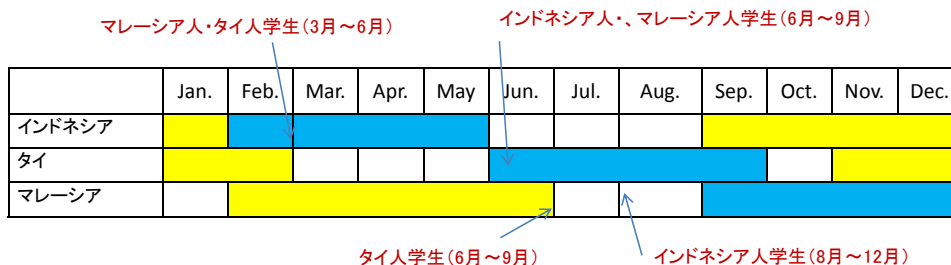 マレーシア人・タイ人学生(3月～6月)
インドネシア人・、マレーシア人学生(6月～9月)
Jan. Feb. Mar. Apr. May Jun. Jul. Aug. Sep. Oct. Nov. Dec.
インドネシア
タイ
マレーシア
タイ人学生(6月～9月)
インドネシア人学生(8月～12月)